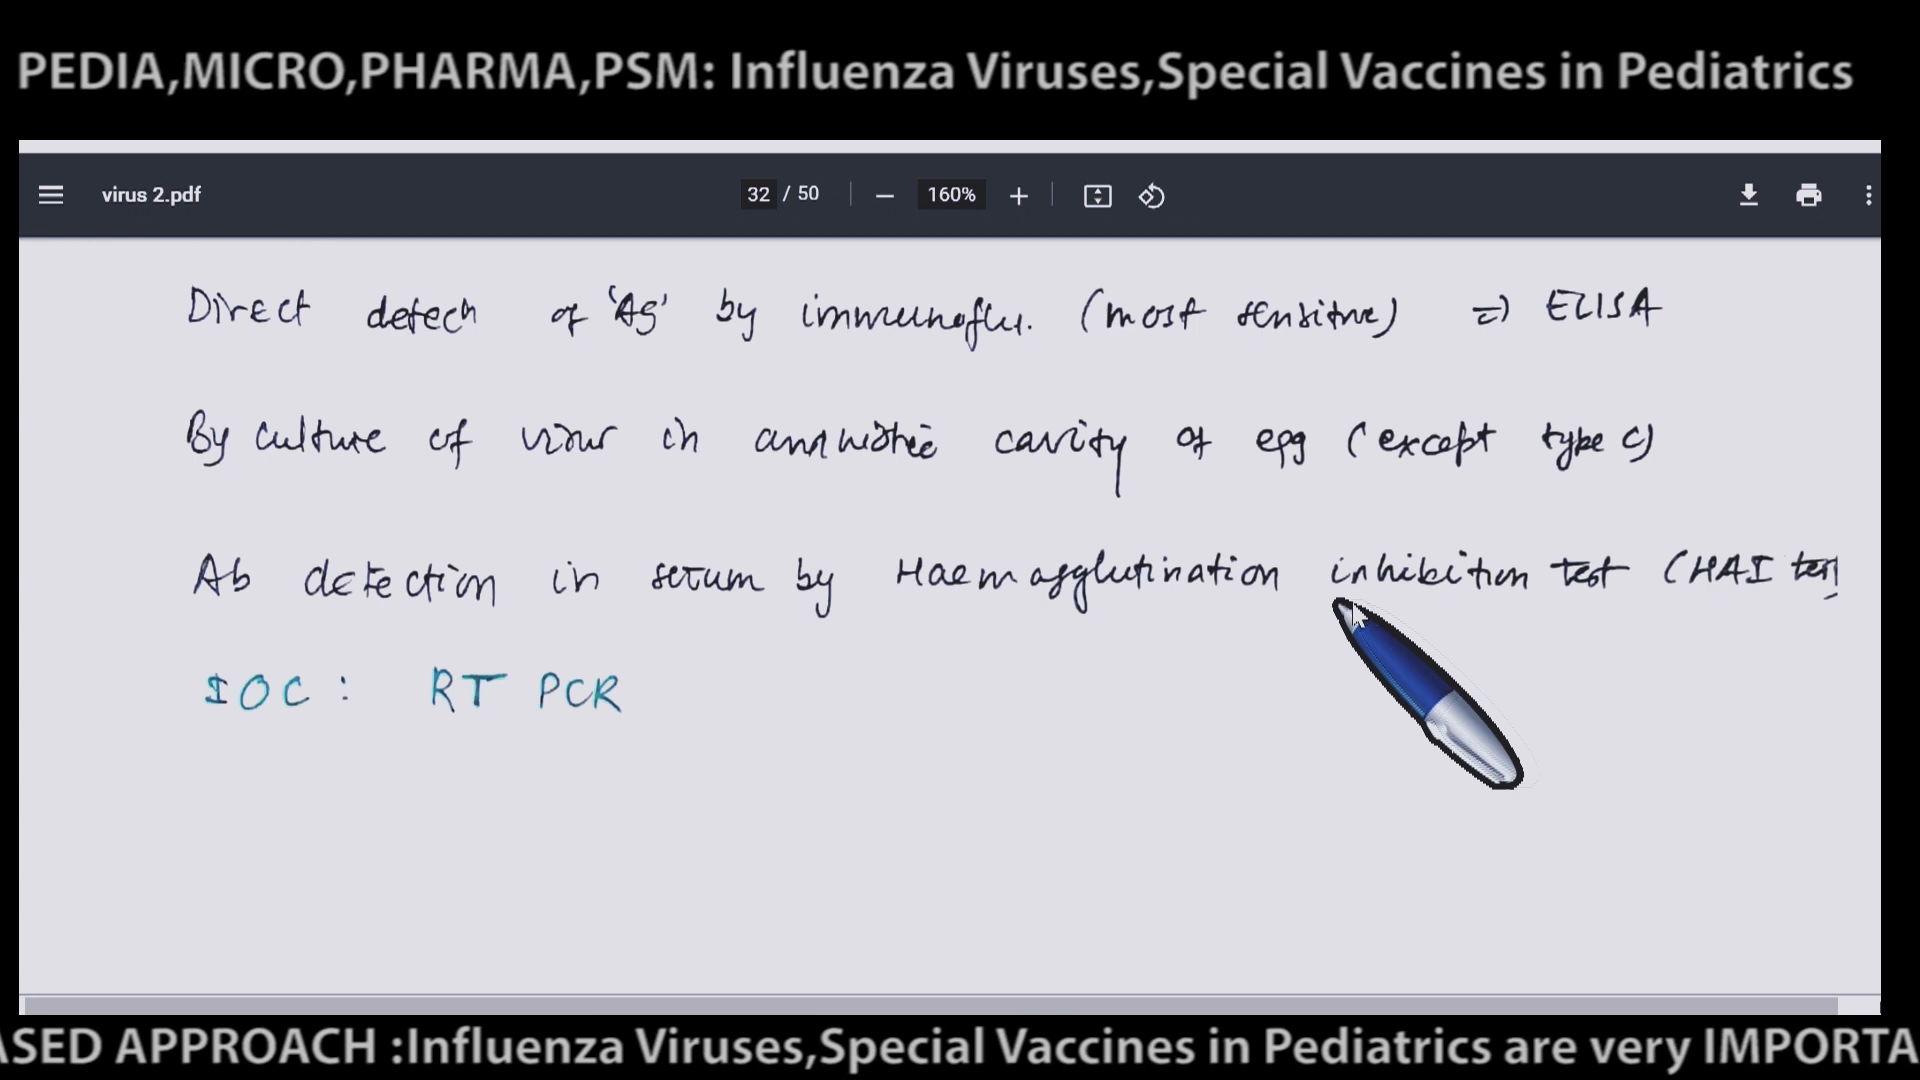 PEDIA,MICRO,PHARMA,PSM: Influenza Viruses,Special Vaccines in Pediatrics
virus 2.pdf
32 / 50
160%
Direct detecn of 'Ag' by immunoflu. (most sensitive) => ELISA
By culture of virus in amniotic cavity of egg (except type C)
Ab detection in serum by Haemagglutination inhibition test (HAI test
IOC : RT PCR
ASED APPROACH :Influenza Viruses,Special Vaccines in Pediatrics are very IMPORTA